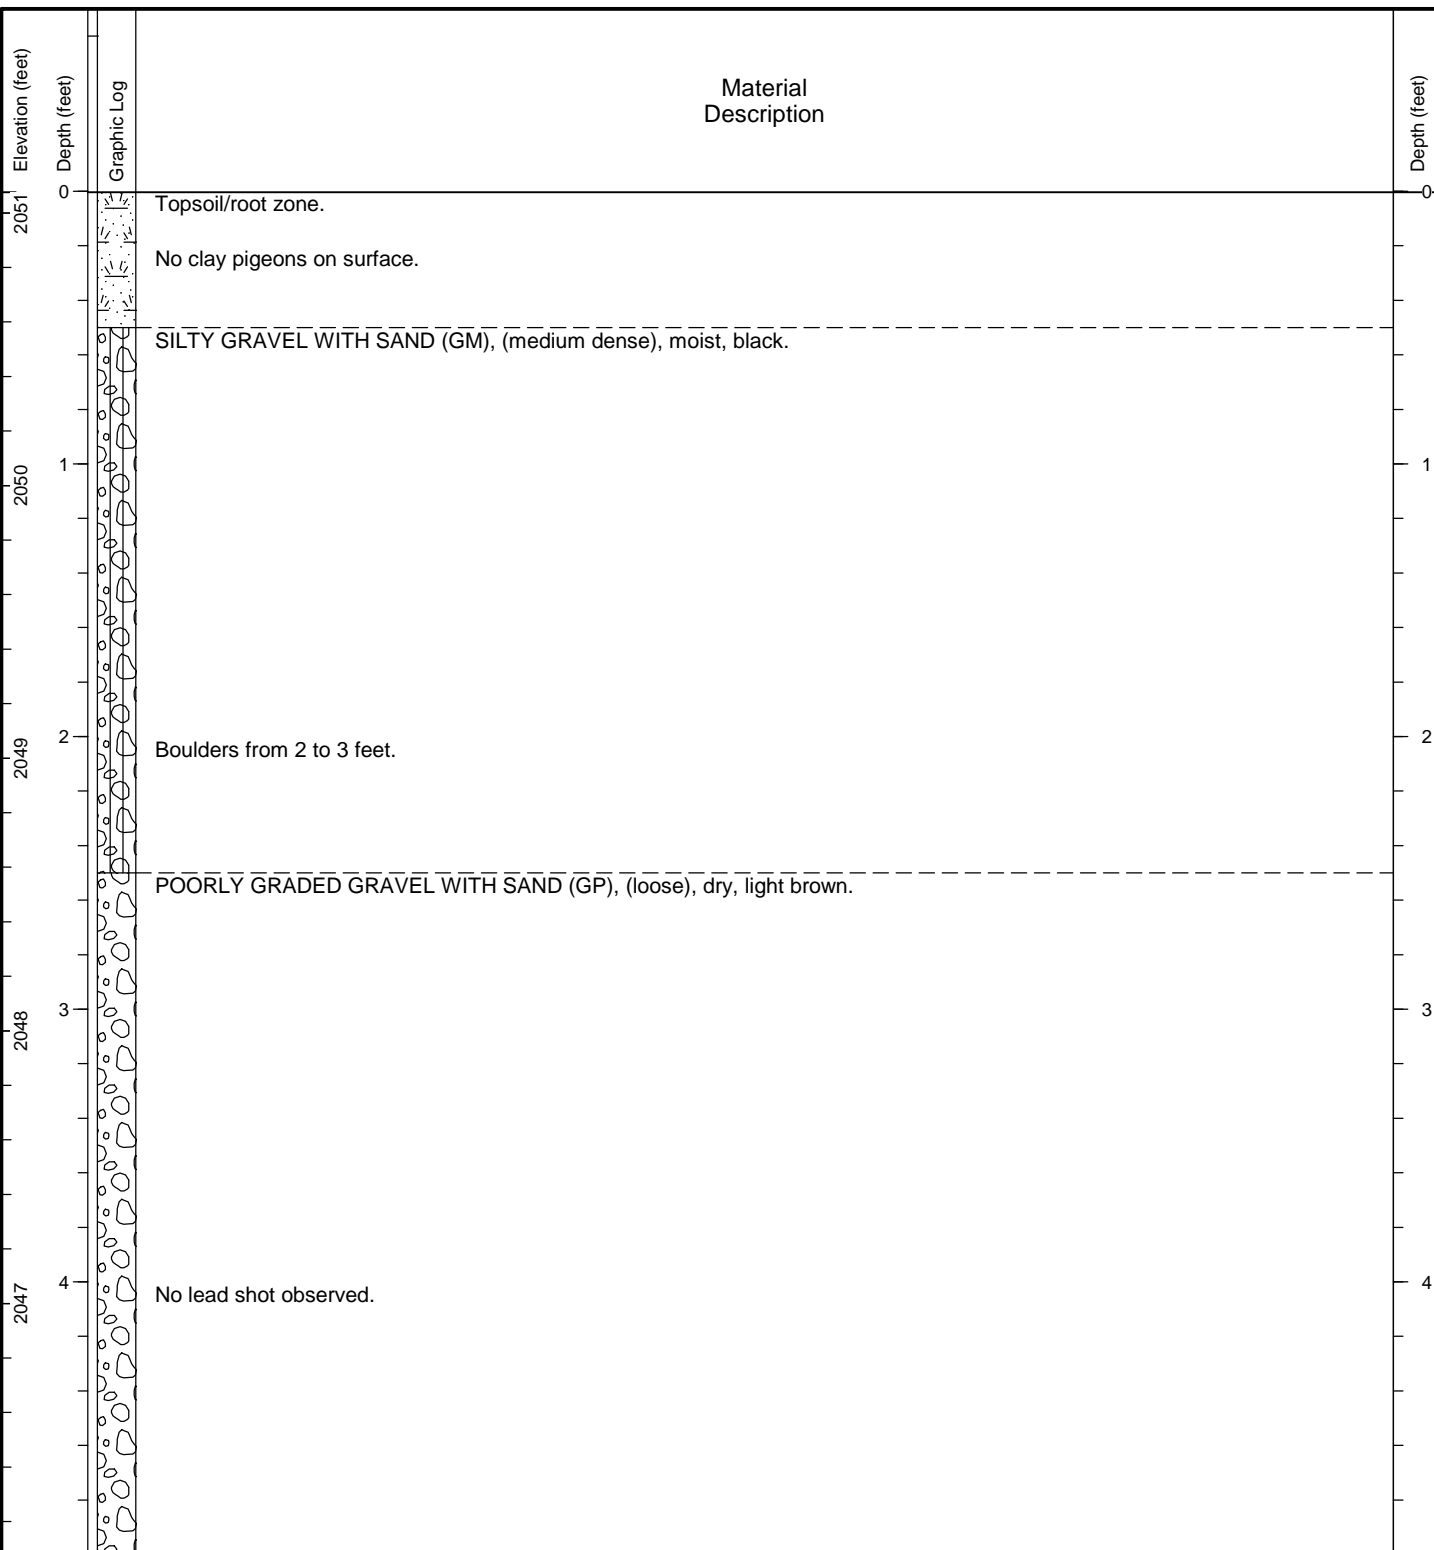 Elevation (feet)
Depth (feet)
Graphic Log
Material
Description
Depth (feet)
2051
0
Topsoil/root zone.
0
No clay pigeons on surface.
SILTY GRAVEL WITH SAND (GM), (medium dense), moist, black.
1
1
2050
2
2
Boulders from 2 to 3 feet.
2049
POORLY GRADED GRAVEL WITH SAND (GP), (loose), dry, light brown.
3
3
2048
4
4
No lead shot observed.
2047